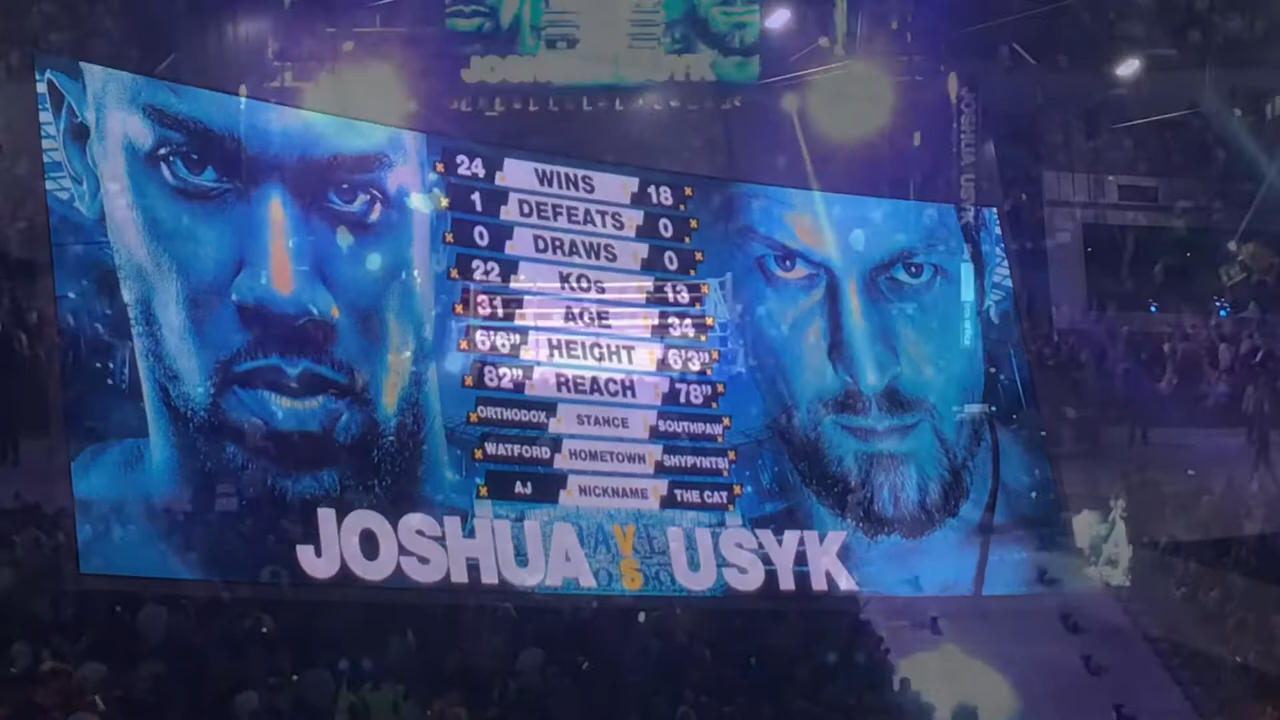 JOSHUA USYK
JOSHUA USYK
24 WINS 18
1 DEFEATS 0
0 DRAWS 0
22 KOs 13
31 AGE 34
6'6" HEIGHT 6'3"
82" REACH 78"
ORTHODOX STANCE SOUTHPAW
WATFORD HOMETOWN SHYPYNTSI
AJ NICKNAME THE CAT
JOSHUA VS USYK